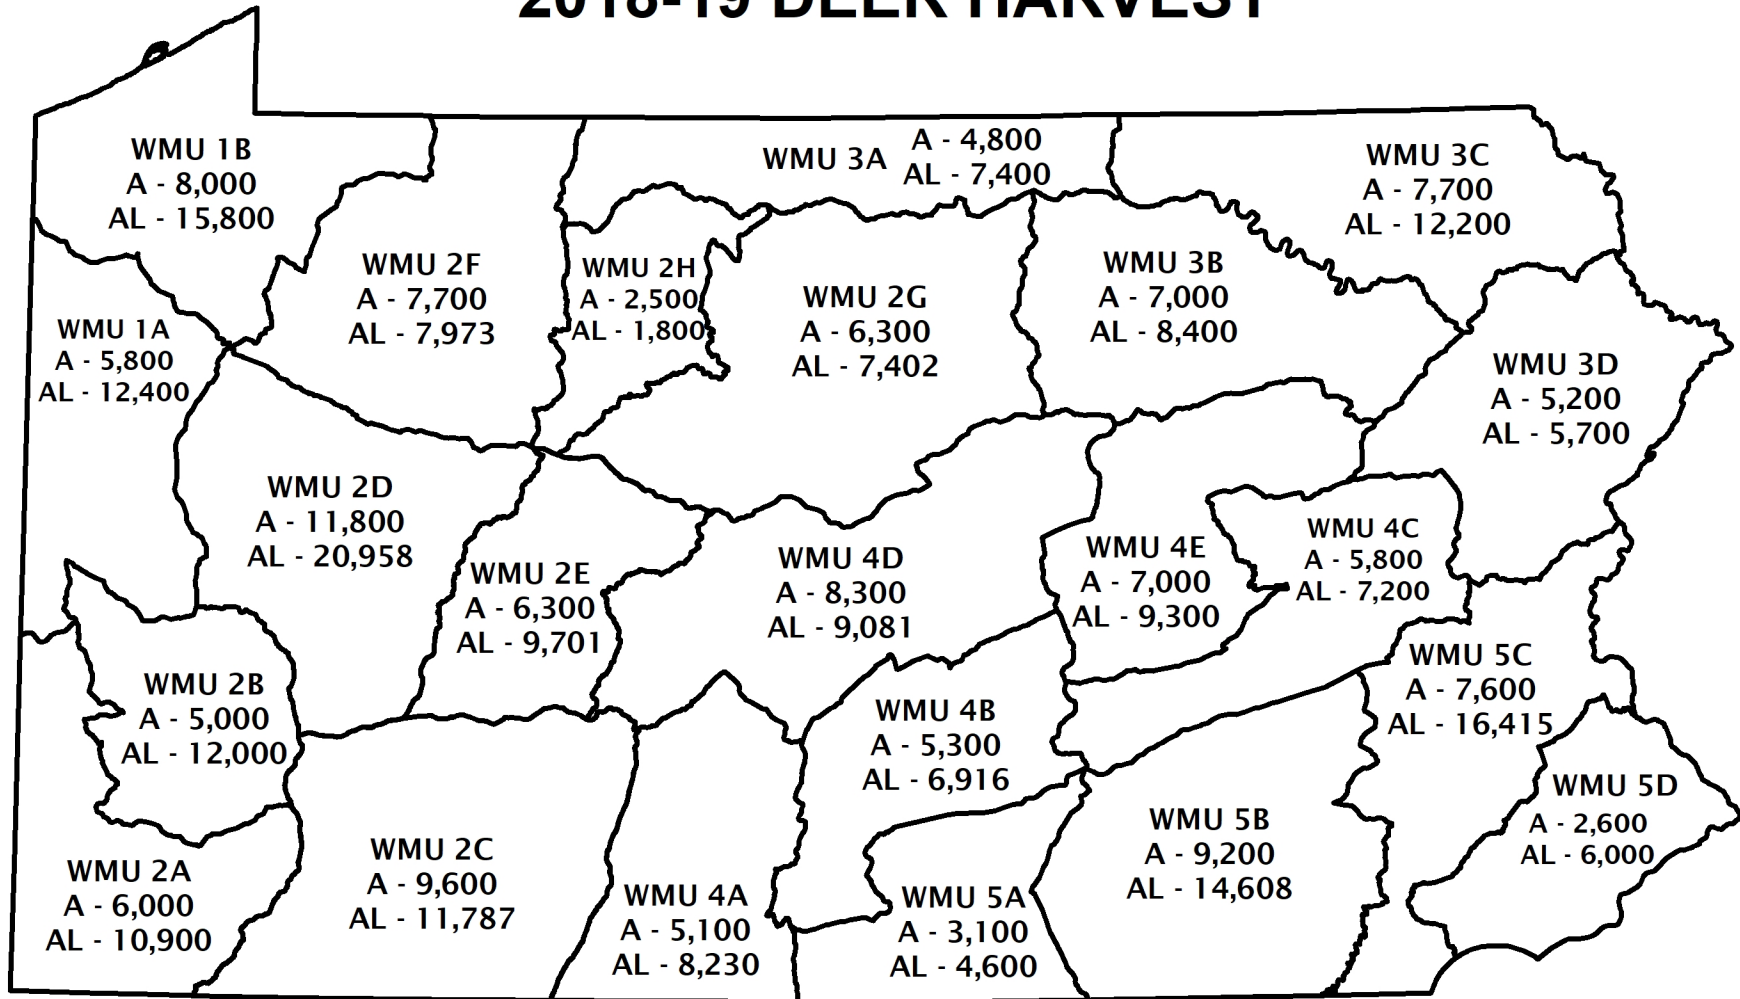 2018-19 DEER HARVEST
WMU 1B
A - 8,000
AL - 15,800
WMU 3A
A - 4,800
AL - 7,400
WMU 3C
A - 7,700
AL - 12,200
WMU 1A
A - 5,800
AL - 12,400
WMU 2F
A - 7,700
AL - 7,973
WMU 2H
A - 2,500
AL - 1,800
WMU 2G
A - 6,300
AL - 7,402
WMU 3B
A - 7,000
AL - 8,400
WMU 3D
A - 5,200
AL - 5,700
WMU 2D
A - 11,800
AL - 20,958
WMU 2E
A - 6,300
AL - 9,701
WMU 4D
A - 8,300
AL - 9,081
WMU 4E
A - 7,000
AL - 9,300
WMU 4C
A - 5,800
AL - 7,200
WMU 2B
A - 5,000
AL - 12,000
WMU 4B
A - 5,300
AL - 6,916
WMU 5C
A - 7,600
AL - 16,415
WMU 2A
A - 6,000
AL - 10,900
WMU 2C
A - 9,600
AL - 11,787
WMU 4A
A - 5,100
AL - 8,230
WMU 5A
A - 3,100
AL - 4,600
WMU 5B
A - 9,200
AL - 14,608
WMU 5D
A - 2,600
AL - 6,000